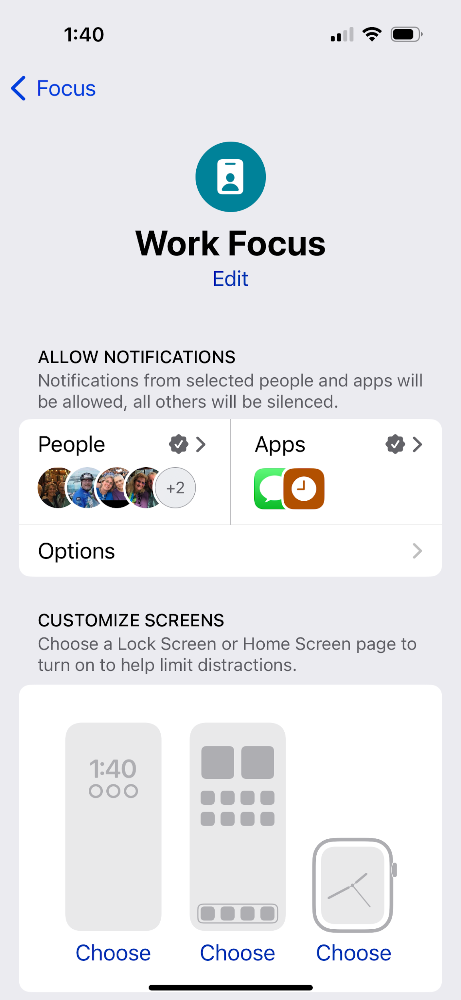 1:40
Focus
Work Focus
Edit
ALLOW NOTIFICATIONS
Notifications from selected people and apps will
be allowed, all others will be silenced.
People
Apps
+2
Options
CUSTOMIZE SCREENS
Choose a Lock Screen or Home Screen page to
turn on to help limit distractions.
1:40
Choose
Choose
Choose